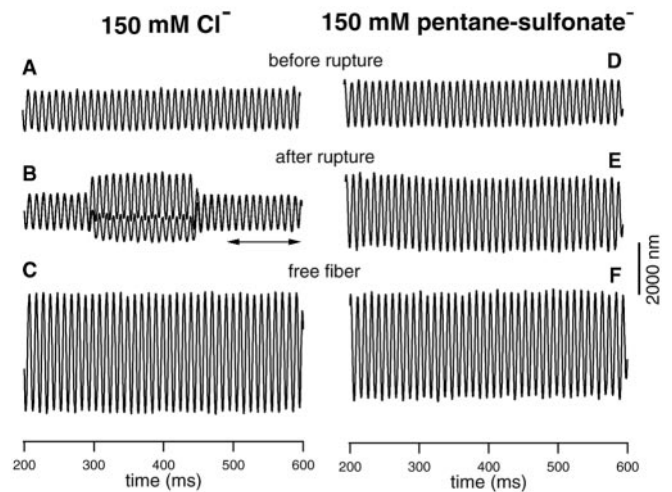 150 mM Cl⁻ 150 mM pentane-sulfonate⁻
A before rupture D
B after rupture E
C free fiber F
2000 nm
200 300 400 500 600 200 300 400 500 600
time (ms) time (ms)